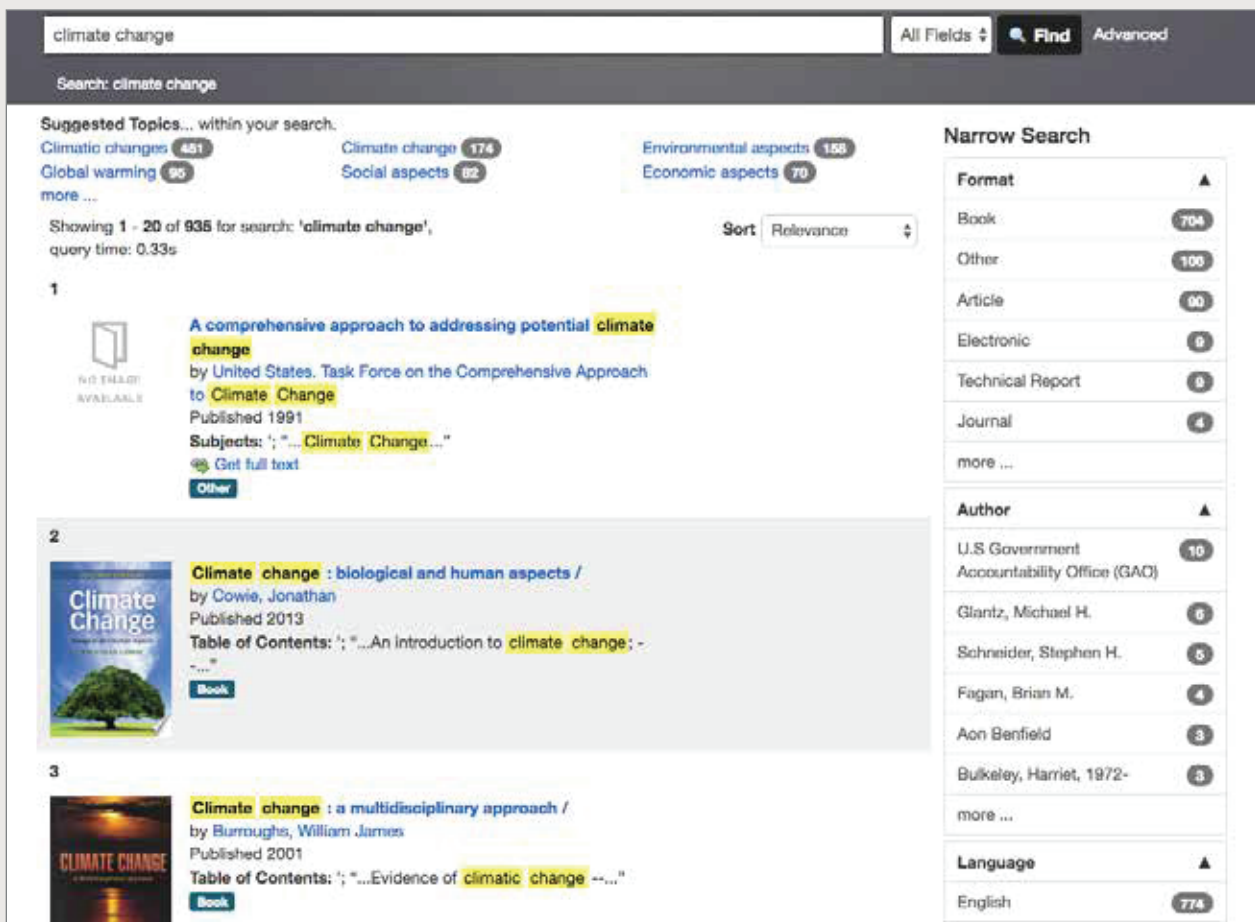 climate change
All Fields
Find
Advanced
Search: climate change
Suggested Topics... within your search.
Climatic changes 481
Climate change 174
Environmental aspects 158
Global warming 95
Social aspects 82
Economic aspects 70
more ...
Showing 1 - 20 of 935 for search: 'climate change',
query time: 0.33s
Sort Relevance
1
NO IMAGE
AVAILABLE
A comprehensive approach to addressing potential climate
change
by United States. Task Force on the Comprehensive Approach
to Climate Change
Published 1991
Subjects: '; "...Climate Change..."
Get full text
Other
2
Climate
Change
Climate change : biological and human aspects /
by Cowie, Jonathan
Published 2013
Table of Contents: '; "...An introduction to climate change; -
-..."
Book
3
CLIMATE CHANGE
Climate change : a multidisciplinary approach /
by Burroughs, William James
Published 2001
Table of Contents: '; "...Evidence of climatic change --..."
Book
Narrow Search
Format
Book 704
Other 106
Article 90
Electronic 9
Technical Report 9
Journal 4
more ...
Author
U.S Government 10
Accountability Office (GAO)
Glantz, Michael H. 6
Schneider, Stephen H. 5
Fagan, Brian M. 4
Aon Benfield 3
Bulkeley, Harriet, 1972- 3
more ...
Language
English 774